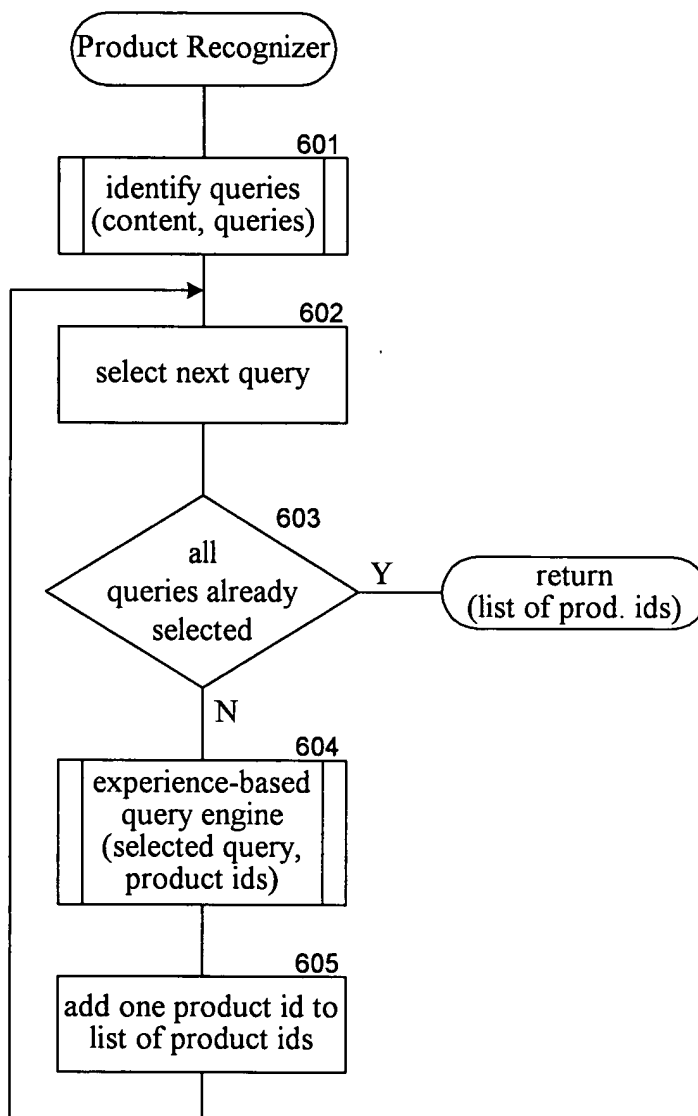 Product Recognizer
601
identify queries
(content, queries)
602
select next query
603
all
queries already
selected
Y
return
(list of prod. ids)
N
604
experience-based
query engine
(selected query,
product ids)
605
add one product id to
list of product ids